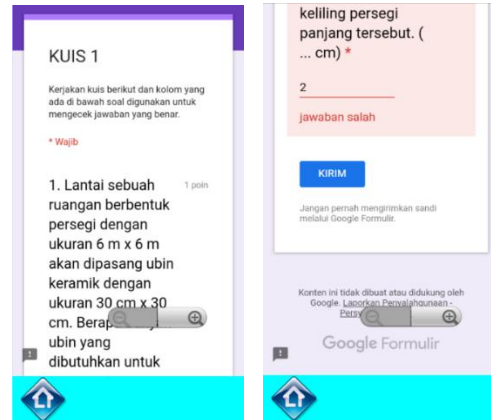 KUIS 1
Kerjakan kuis berikut dan kolom yang
ada di bawah soal digunakan untuk
mengecek jawaban yang benar.
* Wajib
1. Lantai sebuah 1 poin
ruangan berbentuk
persegi dengan
ukuran 6 m x 6 m
akan dipasang ubin
keramik dengan
ukuran 30 cm x 30
cm.
ubin yang
dibutuhkan untuk
keliling persegi
panjang tersebut. (
... cm) *
2
jawaban salah
KIRIM
Jangan pernah mengirimkan sandi
melalui Google Formulir.
Konten ini tidak dibuat atau didukung oleh
Google. Laporkan Penyalahgunaan -
Google Formulir